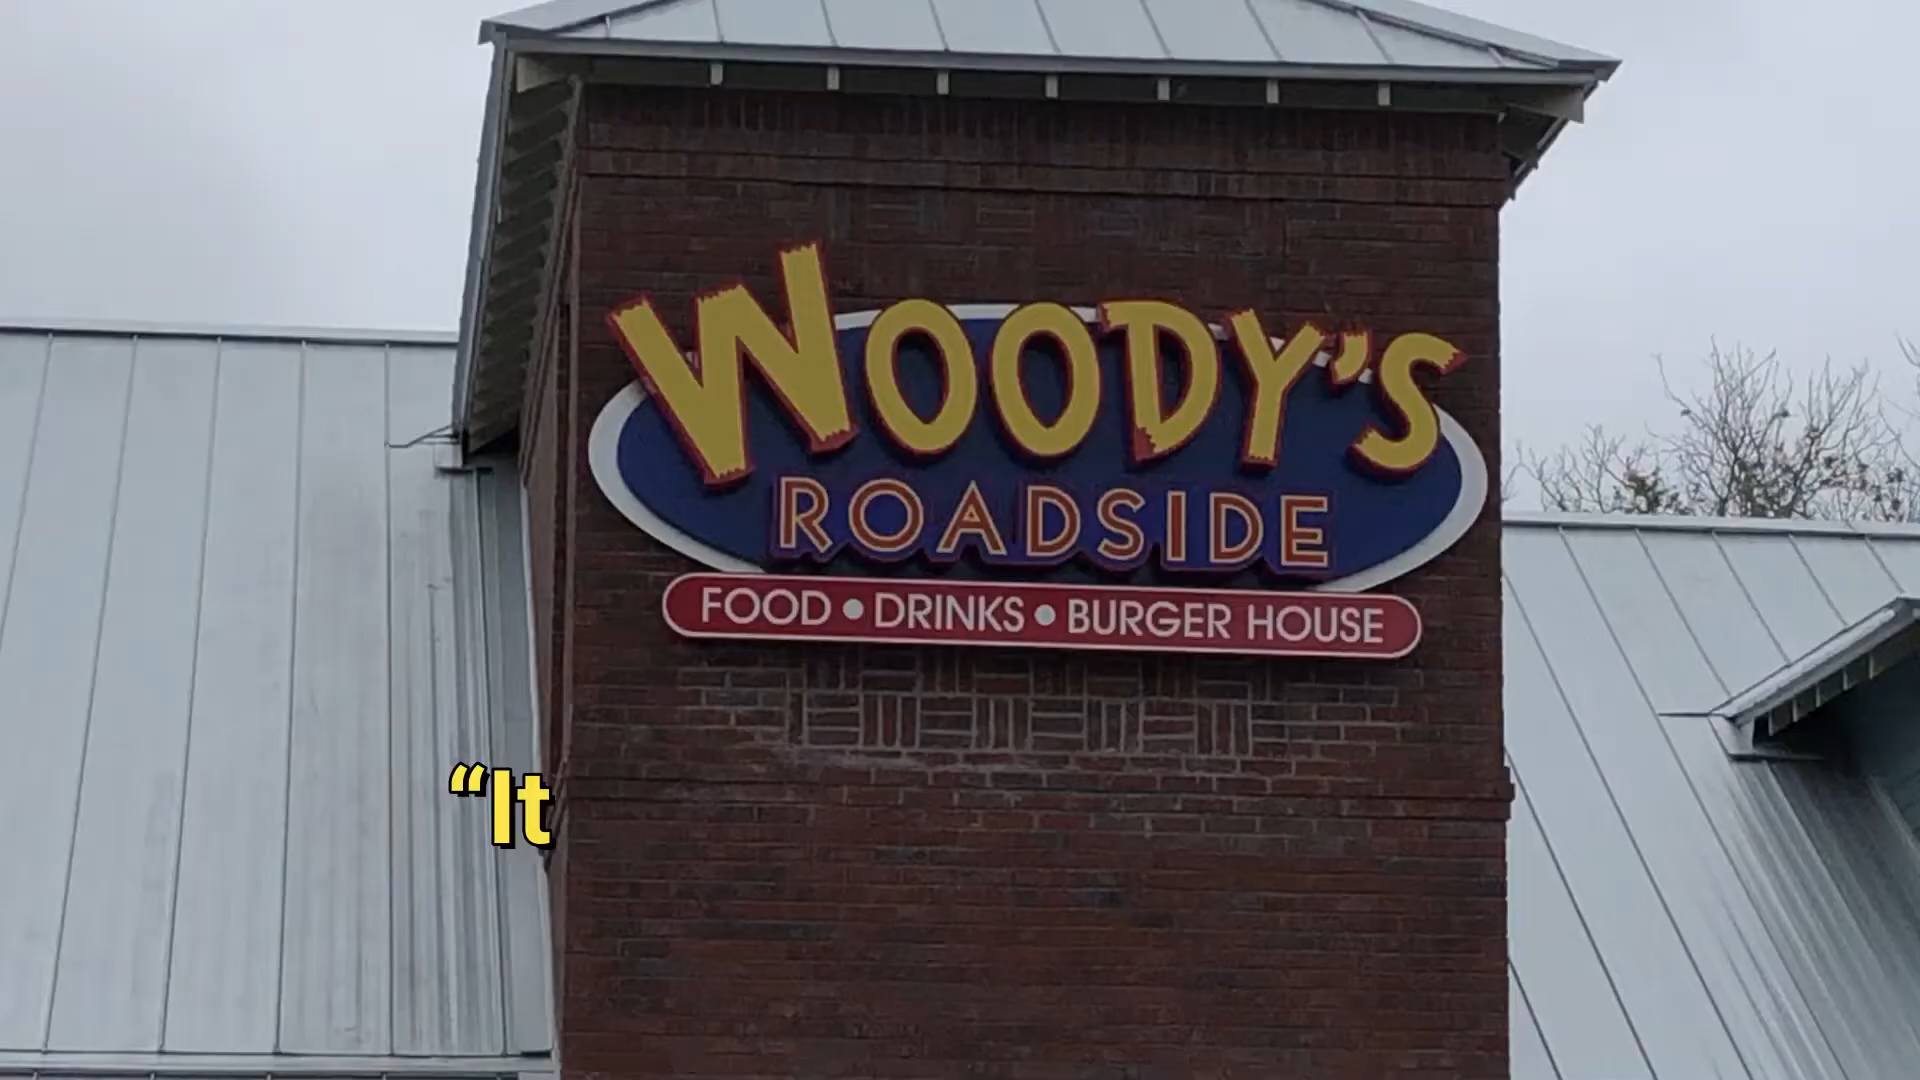 WOODY'S
ROADSIDE
FOOD • DRINKS • BURGER HOUSE
“It